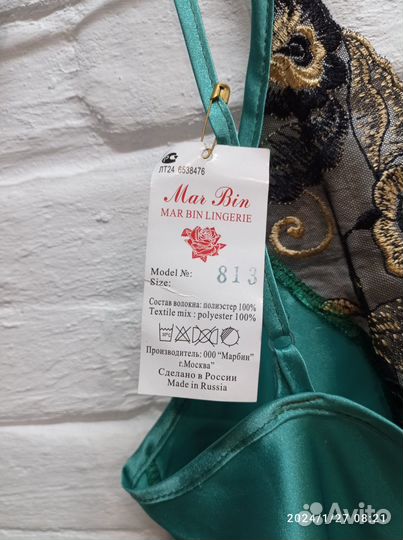 ЛТ24 6538476
Mar Bin
MAR BIN LINGERIE
Model №: 813
Size:
Состав волокна: полиэстер 100%
Textile mix : polyester 100%
Производитель: ООО "Марбин"
г.Москва"
Сделано в России
Made in Russia
2024/1/27 08:21
Avito